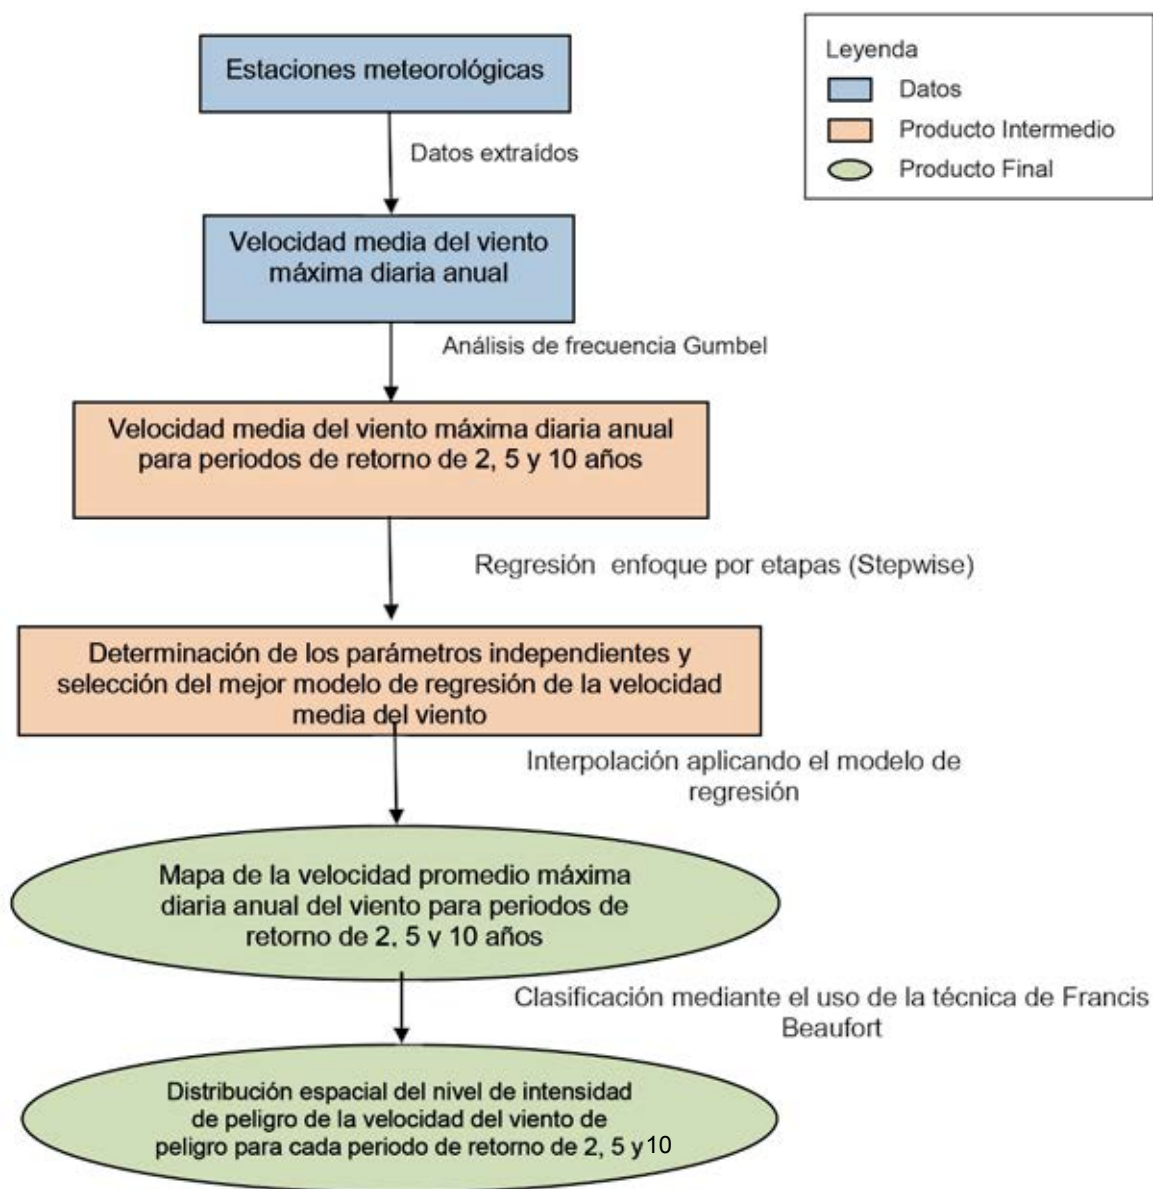 Estaciones meteorológicas
Leyenda
Datos
Producto Intermedio
Producto Final
Datos extraídos
Velocidad media del viento
máxima diaria anual
Análisis de frecuencia Gumbel
Velocidad media del viento máxima diaria anual
para periodos de retorno de 2, 5 y 10 años
Regresión enfoque por etapas (Stepwise)
Determinación de los parámetros independientes y
selección del mejor modelo de regresión de la velocidad
media del viento
Interpolación aplicando el modelo de
regresión
Mapa de la velocidad promedio máxima
diaria anual del viento para periodos de
retorno de 2, 5 y 10 años
Clasificación mediante el uso de la técnica de Francis
Beaufort
Distribución espacial del nivel de intensidad
de peligro de la velocidad del viento de
peligro para cada periodo de retorno de 2, 5 y 10